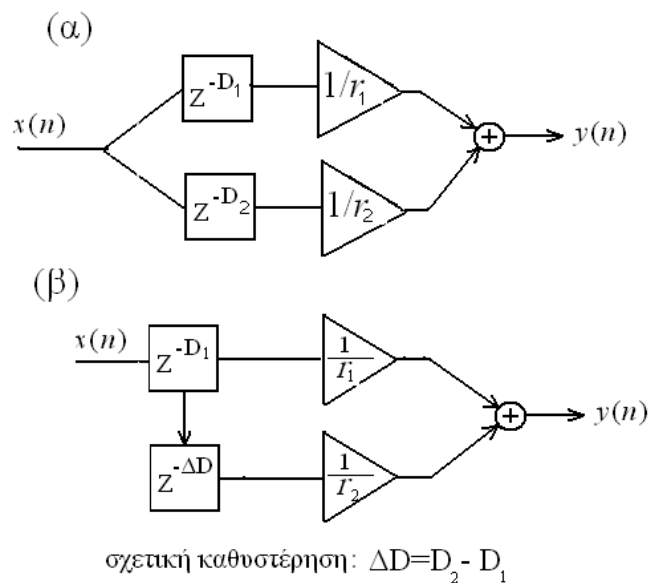 (α)
x(n)
Z^-D₁
1/r₁
Z^-D₂
1/r₂
+
y(n)
(β)
x(n)
Z^-D₁
1/r₁
Z^-ΔD
1/r₂
+
y(n)
σχετική καθυστέρηση: ΔD=D₂- D₁